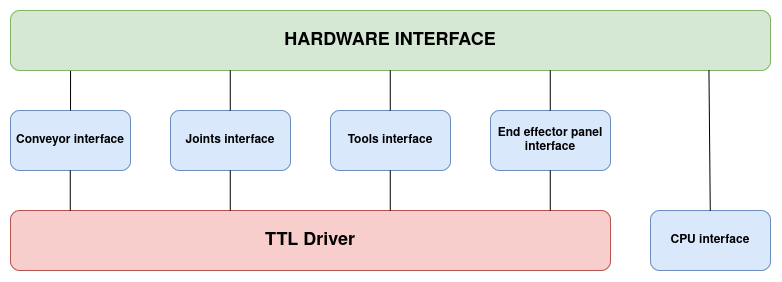 HARDWARE INTERFACE
Conveyor interface
Joints interface
Tools interface
End effector panel
interface
TTL Driver
CPU interface